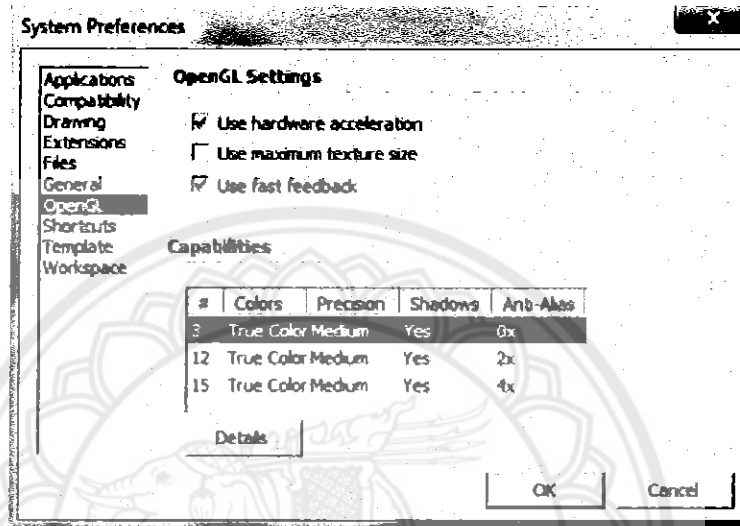 System Preferences
x
Applications
Compatibility
Drawing
Extensions
Files
General
OpenGL
Shortcuts
Template
Workspace
OpenGL Settings
Use hardware acceleration
Use maximum texture size
Use fast feedback
Capabilities
# Colors Precision Shadows Anti-Alias
3 True Color Medium Yes 0x
12 True Color Medium Yes 2x
15 True Color Medium Yes 4x
Details
OK Cancel